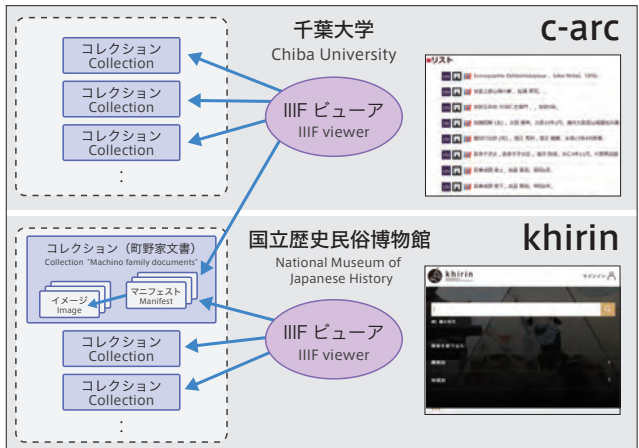 千葉大学
Chiba University
c-arc
コレクション
Collection
コレクション
Collection
コレクション
Collection
:
IIIF ビューア
IIIF viewer
リスト
国立歴史民俗博物館
National Museum of
Japanese History
khirin
コレクション（町野家文書）
Collection "Machino family documents"
イメージ
Image
マニフェスト
Manifest
コレクション
Collection
コレクション
Collection
:
IIIF ビューア
IIIF viewer
khirin
サインイン